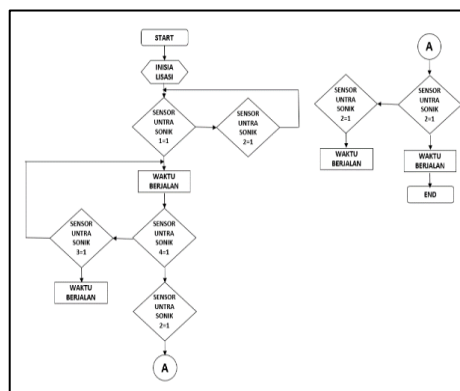 START
INISIA
LISASI
SENSOR
UNTRA
SONIK
1=1
SENSOR
UNTRA
SONIK
2=1
WAKTU
BERJALAN
SENSOR
UNTRA
SONIK
3=1
SENSOR
UNTRA
SONIK
4=1
WAKTU
BERJALAN
SENSOR
UNTRA
SONIK
2=1
A
A
SENSOR
UNTRA
SONIK
2=1
SENSOR
UNTRA
SONIK
2=1
WAKTU
BERJALAN
WAKTU
BERJALAN
END